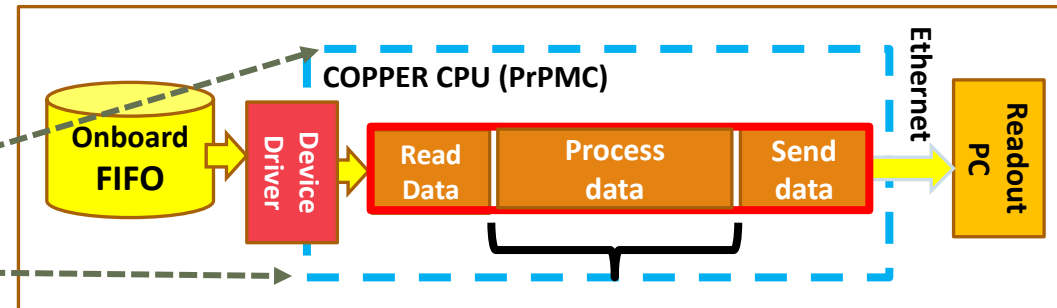 COPPER CPU (PrPMC)
Onboard
FIFO
Device
Driver
Read
Data
Process
data
Send
data
Ethernet
Readout
PC